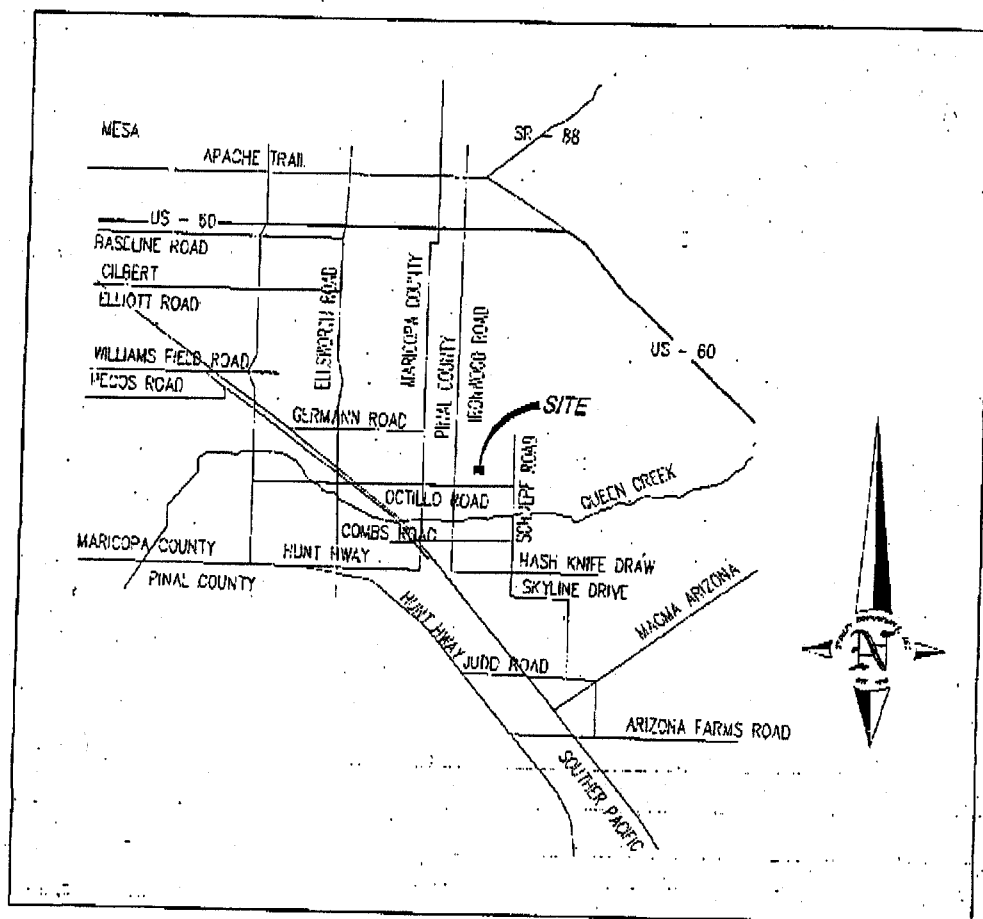 MESA
SR - 88
APACHE TRAIL
US - 60
BASELINE ROAD
GILBERT
ELLIOTT ROAD
ELLSWORTH ROAD
MARICOPA COUNTY
PINAL COUNTY
IRONWOOD ROAD
US - 60
WILLIAMS FIELD ROAD
PECOS ROAD
GERMANN ROAD
SITE
SCHNEPF ROAD
OCTILLO ROAD
QUEEN CREEK
COMBS ROAD
MARICOPA COUNTY
HUNT HWAY
HASH KNIFE DRAW
PINAL COUNTY
SKYLINE DRIVE
MAGMA ARIZONA
HUNT HWAY
JUDD ROAD
ARIZONA FARMS ROAD
SOUTHER PACIFIC
N